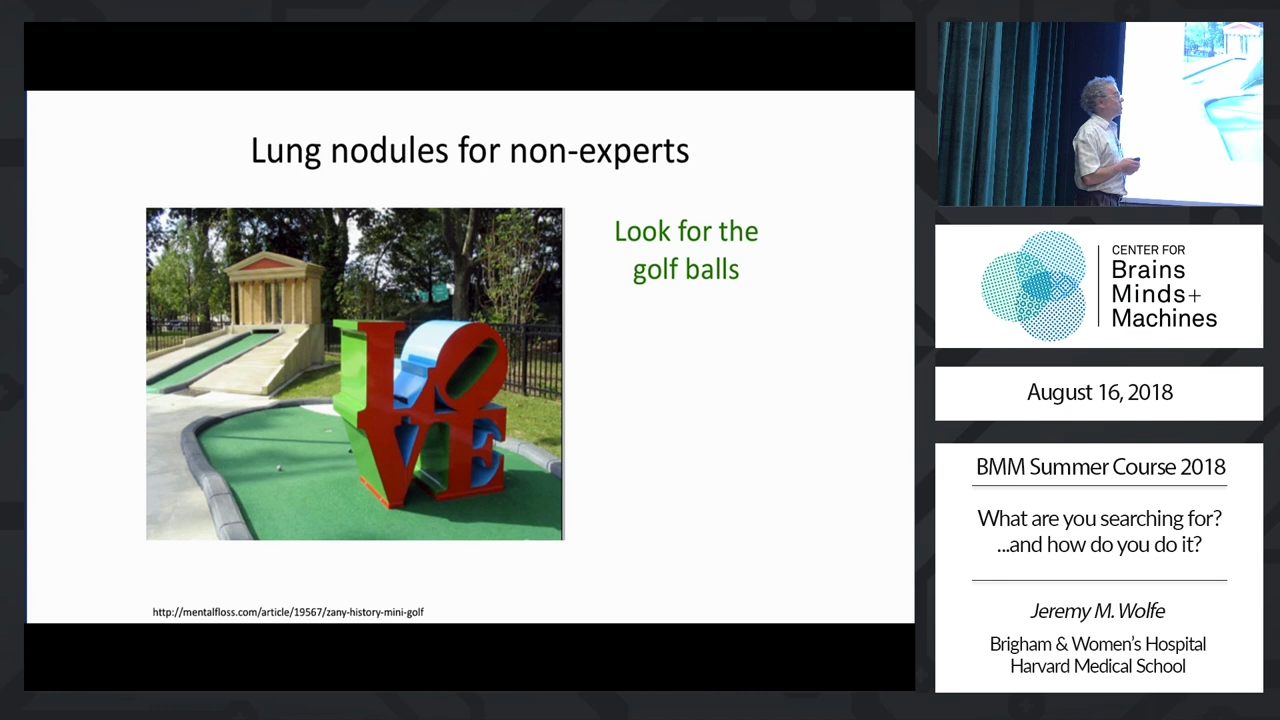 Lung nodules for non-experts
Look for the
golf balls
LO
VE
http://mentalfloss.com/article/19567/zany-history-mini-golf
CENTER FOR
Brains
Minds+
Machines
August 16, 2018
BMM Summer Course 2018
What are you searching for?
...and how do you do it?
Jeremy M. Wolfe
Brigham & Women’s Hospital
Harvard Medical School